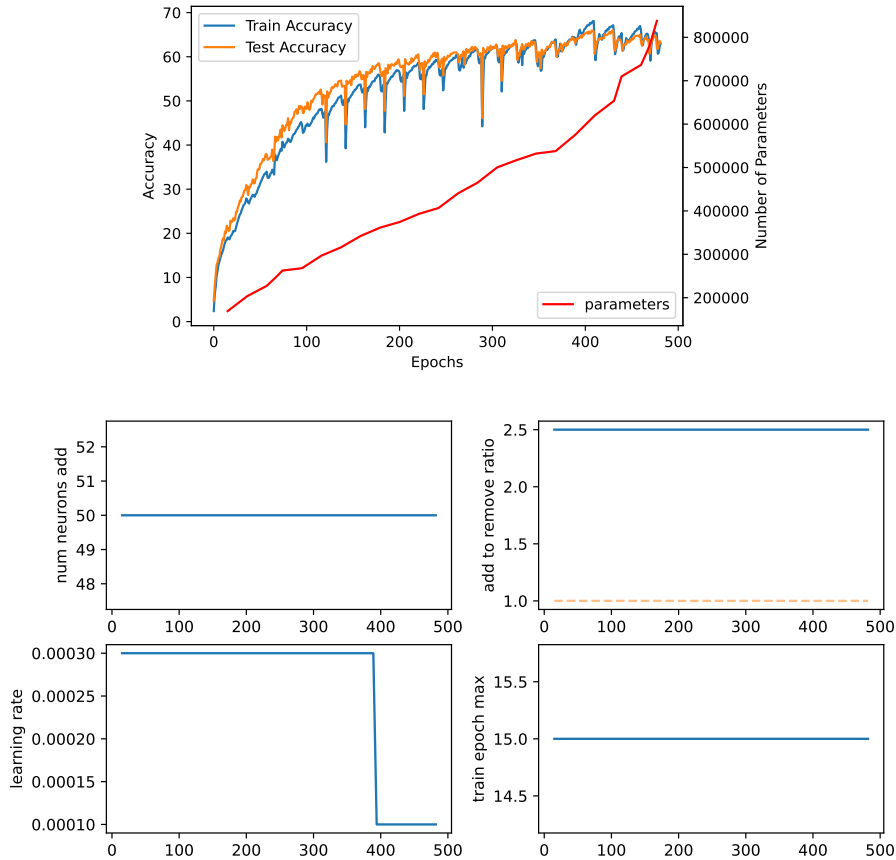 70
60
50
40
30
20
10
0
Accuracy
Train Accuracy
Test Accuracy
800000
700000
600000
500000
400000
300000
200000
Number of Parameters
parameters
0 100 200 300 400 500
Epochs
52
51
50
49
48
num neurons add
0 100 200 300 400 500
2.5
2.0
1.5
1.0
add to remove ratio
0 100 200 300 400 500
0.00030
0.00025
0.00020
0.00015
0.00010
learning rate
0 100 200 300 400 500
15.5
15.0
14.5
train epoch max
0 100 200 300 400 500